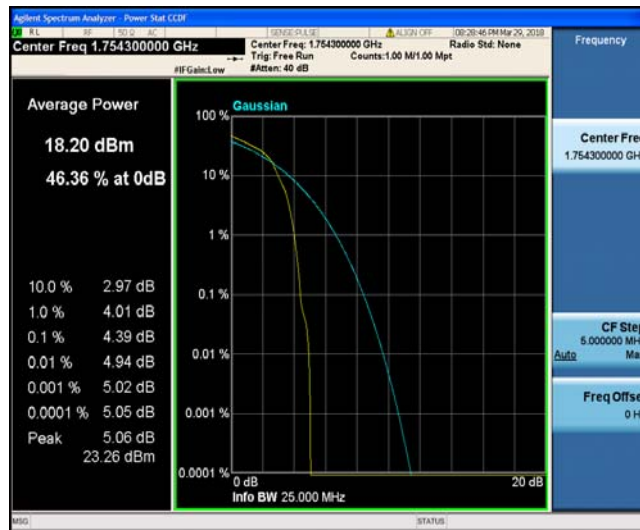 Agilent Spectrum Analyzer - Power Stat CCDF
RL RF 50 Ω AC SENSE:PULSE ALIGN OFF 08:28:46 PM Mar 29, 2018
Center Freq 1.754300000 GHz
Center Freq: 1.754300000 GHz Radio Std: None
Trig: Free Run Counts:1.00 M/1.00 Mpt
#IFGain:Low #Atten: 40 dB
Frequency
Average Power
18.20 dBm
46.36 % at 0dB
10.0 % 2.97 dB
1.0 % 4.01 dB
0.1 % 4.39 dB
0.01 % 4.94 dB
0.001 % 5.02 dB
0.0001 % 5.05 dB
Peak 5.06 dB
23.26 dBm
Gaussian
100 %
10 %
1 %
0.1 %
0.01 %
0.001 %
0.0001 %
0 dB 20 dB
Info BW 25.000 MHz
Center Fre
1.754300000 GH
CF Ste
5.000000 MH
Auto Ma
Freq Offse
0 H
MSG STATUS